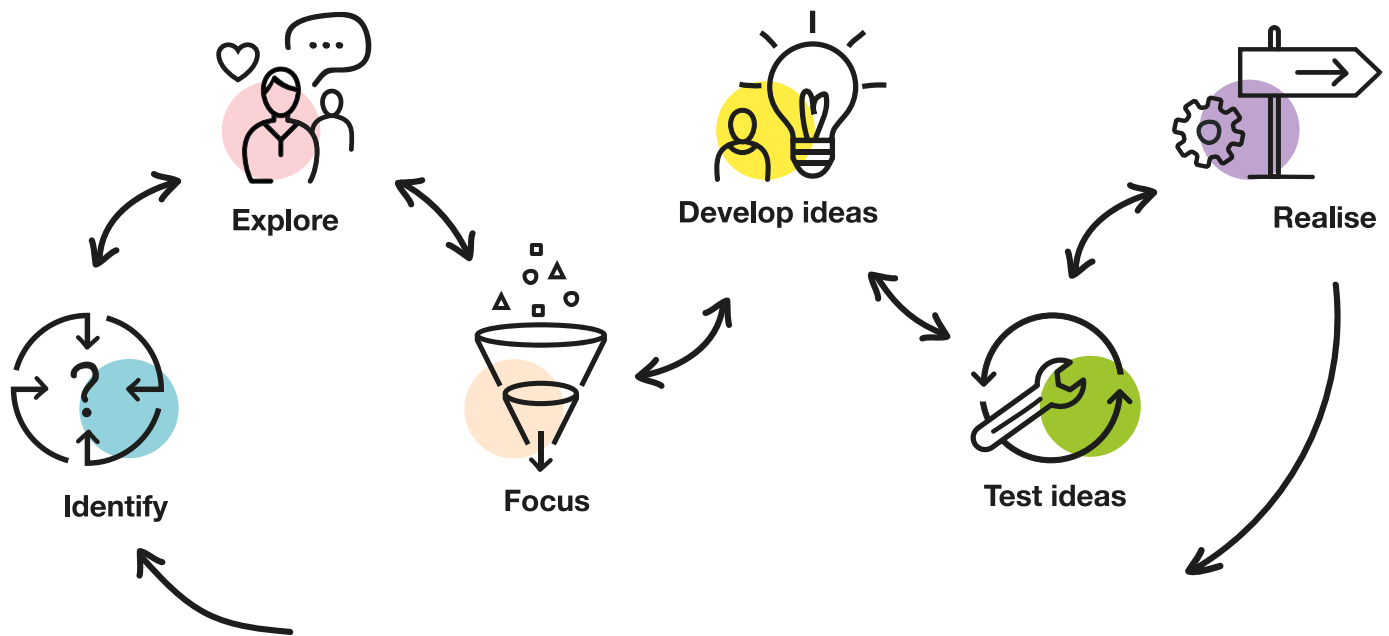 Identify
Explore
Focus
Develop ideas
Test ideas
Realise